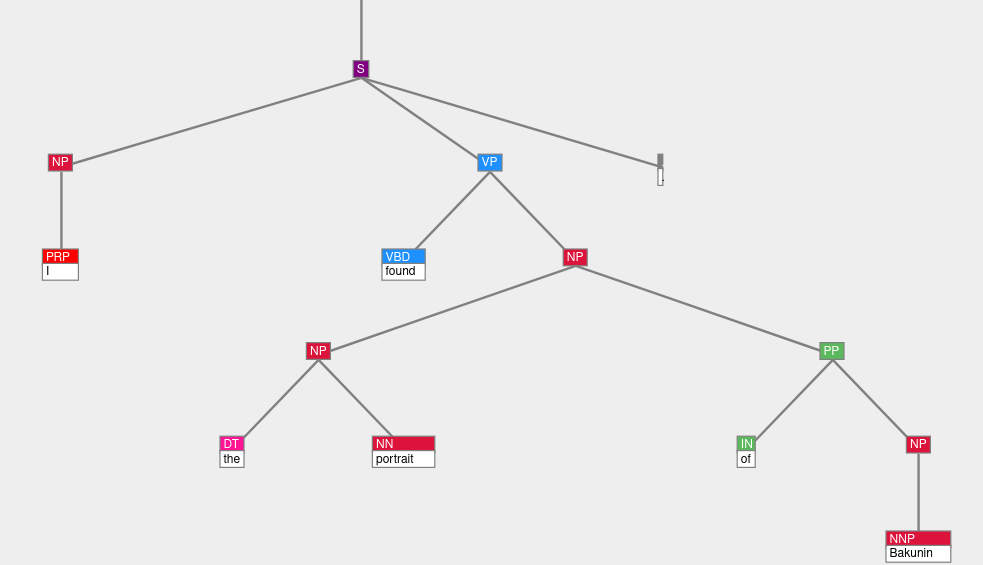 S
NP VP
.
PRP VBD NP
I found
NP PP
DT NN IN NP
the portrait of
NNP
Bakunin